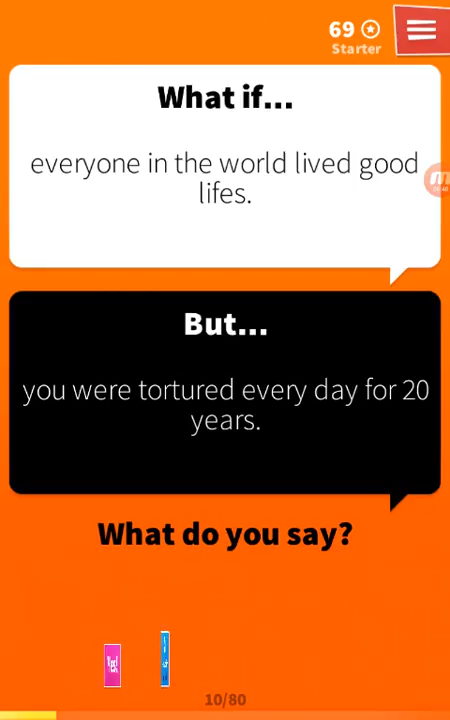 69
Starter
What if...
everyone in the world lived good
lifes.
But...
you were tortured every day for 20
years.
What do you say?
10/80